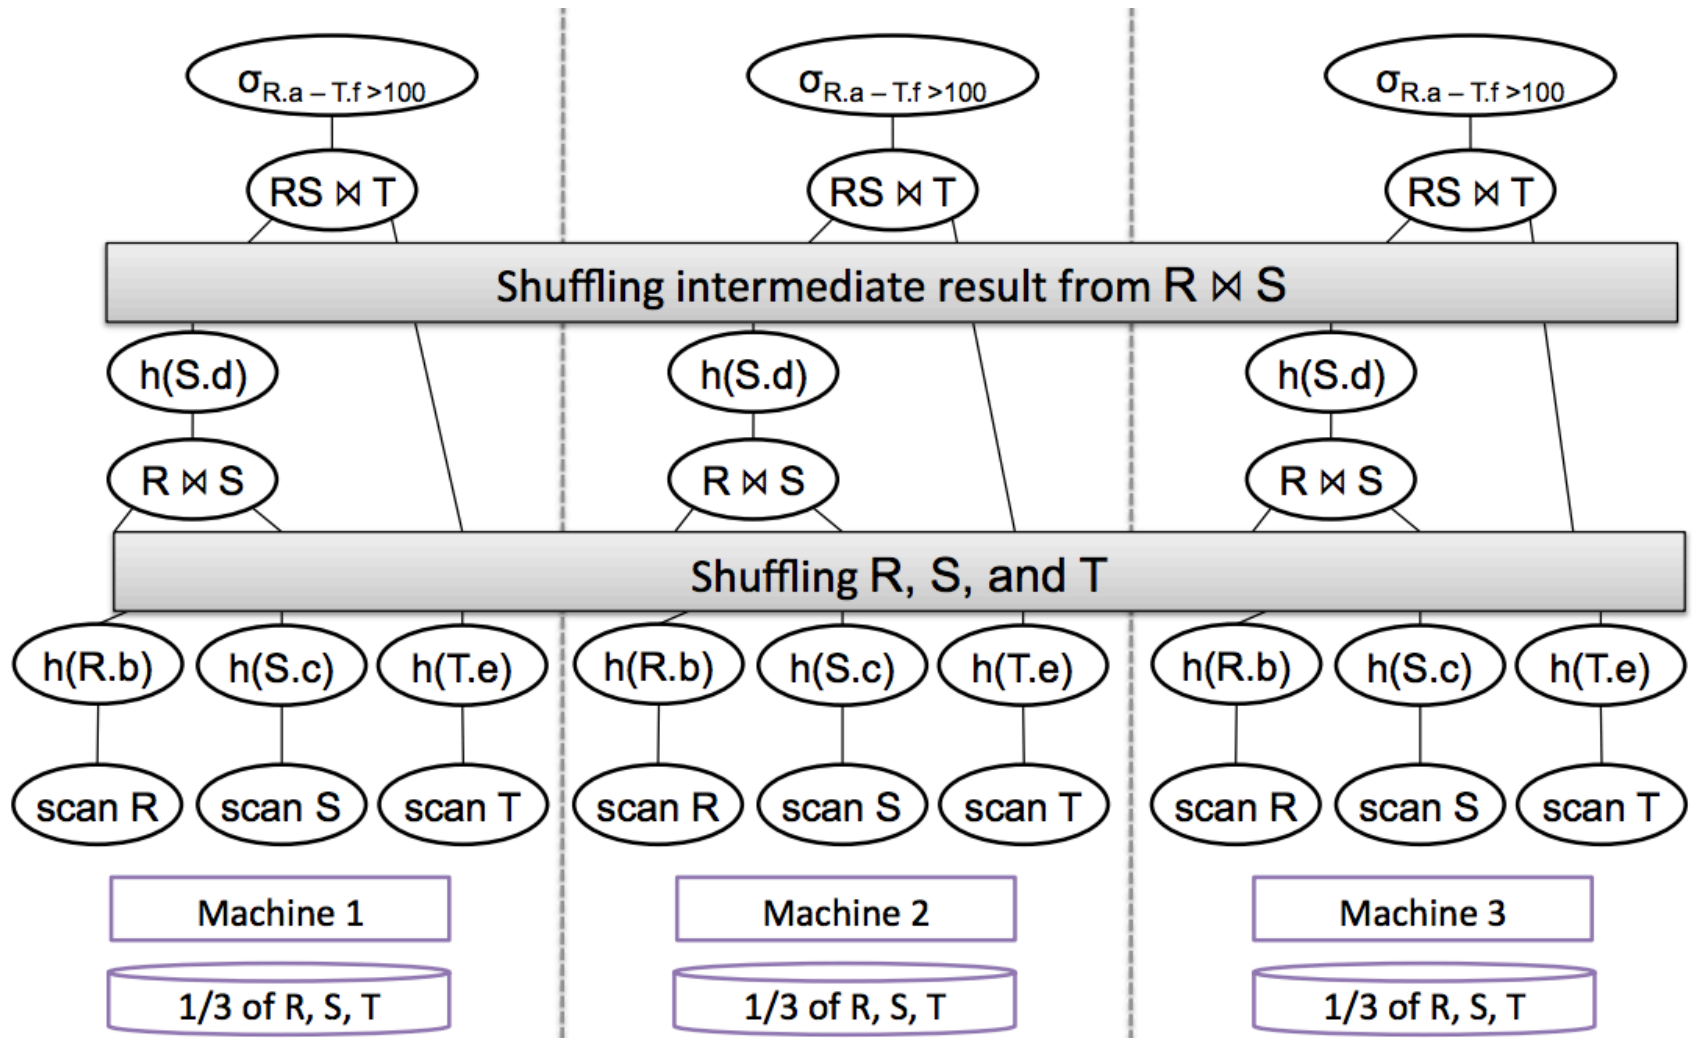 σR.a – T.f >100 σR.a – T.f >100 σR.a – T.f >100
RS ⋈ T RS ⋈ T RS ⋈ T
Shuffling intermediate result from R ⋈ S
h(S.d) h(S.d) h(S.d)
R ⋈ S R ⋈ S R ⋈ S
Shuffling R, S, and T
h(R.b) h(S.c) h(T.e) h(R.b) h(S.c) h(T.e) h(R.b) h(S.c) h(T.e)
scan R scan S scan T scan R scan S scan T scan R scan S scan T
Machine 1 Machine 2 Machine 3
1/3 of R, S, T 1/3 of R, S, T 1/3 of R, S, T